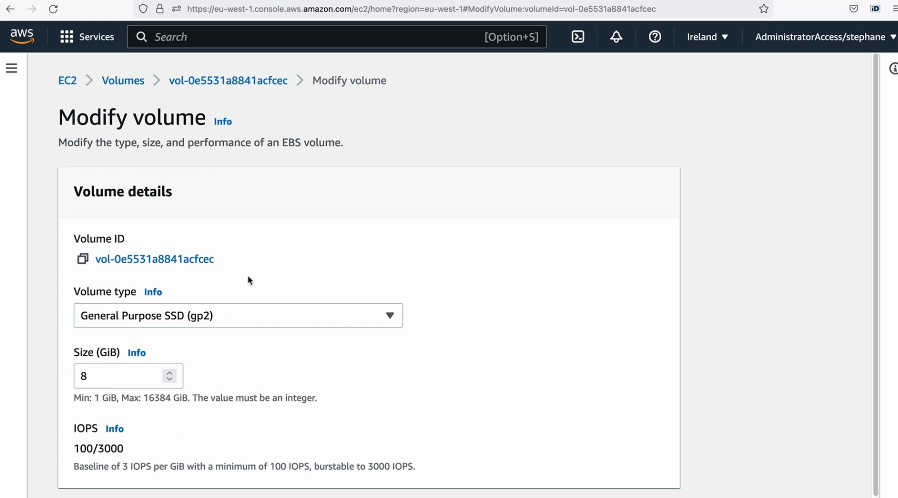 https://eu-west-1.console.aws.amazon.com/ec2/home?region=eu-west-1#ModifyVolume:volumeId=vol-0e5531a8841acfcec
aws Services Search [Option+S] Ireland AdministratorAccess/stephane
EC2 Volumes vol-0e5531a8841acfcec Modify volume
Modify volume Info
Modify the type, size, and performance of an EBS volume.
Volume details
Volume ID
vol-0e5531a8841acfcec
Volume type Info
General Purpose SSD (gp2)
Size (GiB) Info
8
Min: 1 GiB, Max: 16384 GiB. The value must be an integer.
IOPS Info
100/3000
Baseline of 3 IOPS per GiB with a minimum of 100 IOPS, burstable to 3000 IOPS.